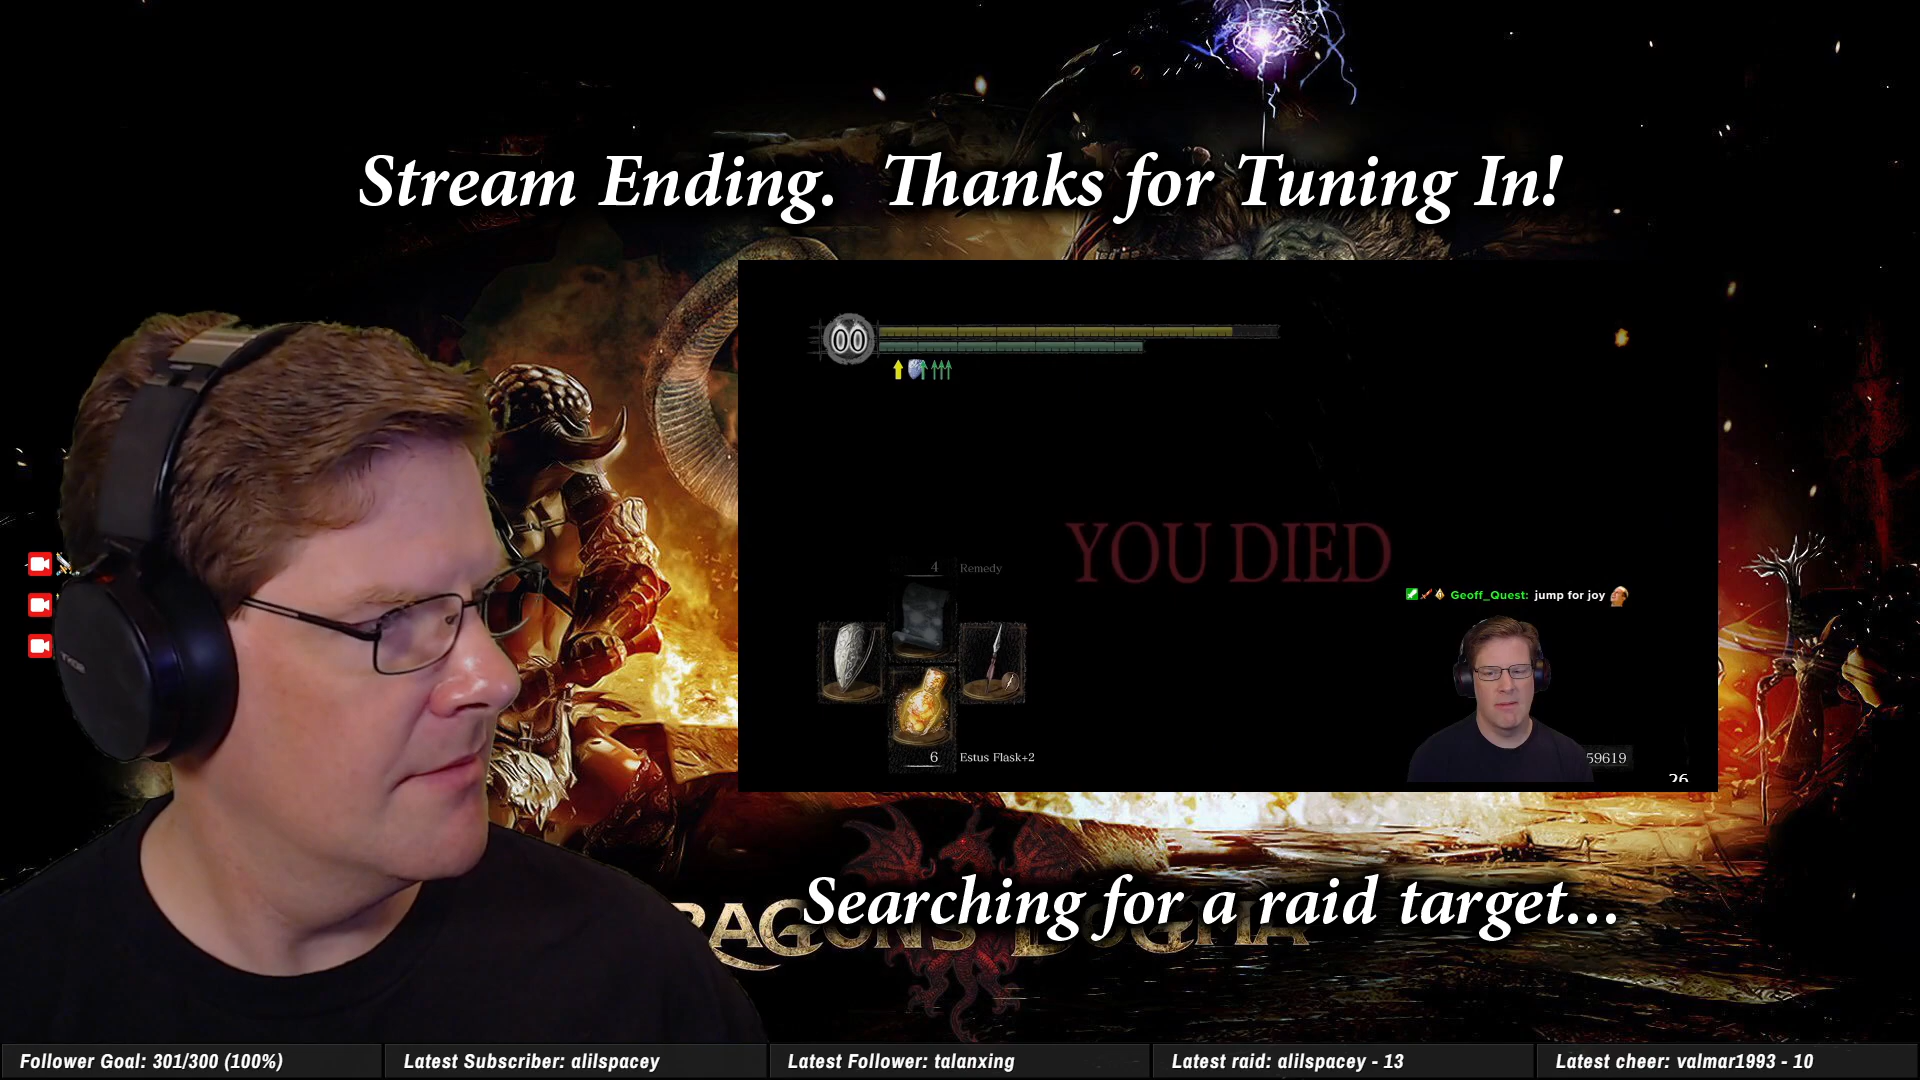 Stream Ending. Thanks for Tuning In!
00
YOU DIED
4 Remedy
Geoff_Quest: jump for joy
6 Estus Flask+2
59619
26
Searching for a raid target...
DRAGON'S DOGMA
Follower Goal: 301/300 (100%)
Latest Subscriber: alilspacey
Latest Follower: talanxing
Latest raid: alilspacey - 13
Latest cheer: valmar1993 - 10